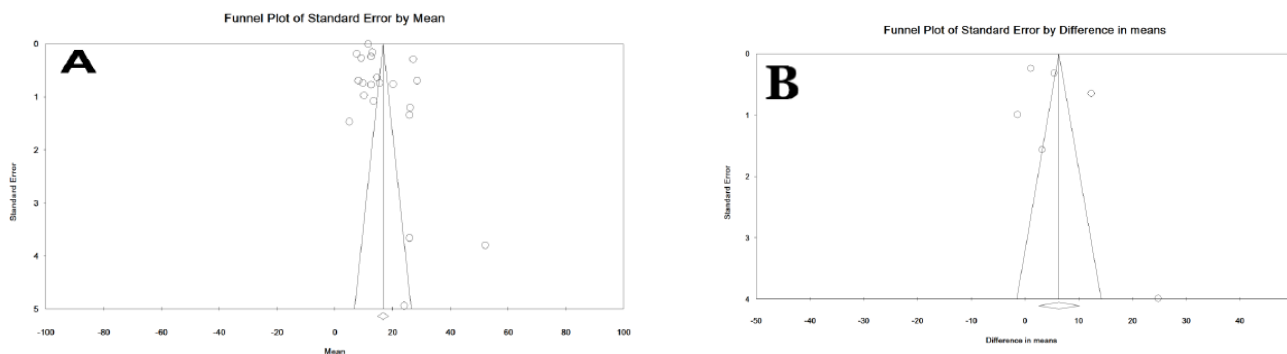 Funnel Plot of Standard Error by Mean
A
0
1
2
3
4
5
Standard Error
-100 -80 -60 -40 -20 0 20 40 60 80 100
Mean
Funnel Plot of Standard Error by Difference in means
B
0
1
2
3
4
Standard Error
-50 -40 -30 -20 -10 0 10 20 30 40
Difference in means